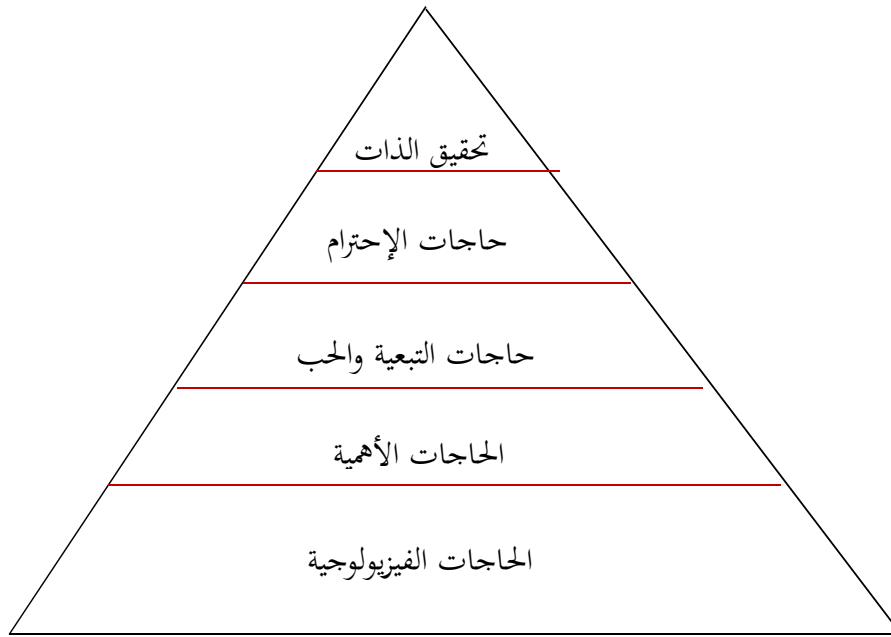 تحقيق الذات
حاجات الإحترام
حاجات التبعية والحب
الحاجات الأهمية
الحاجات الفيزيولوجية